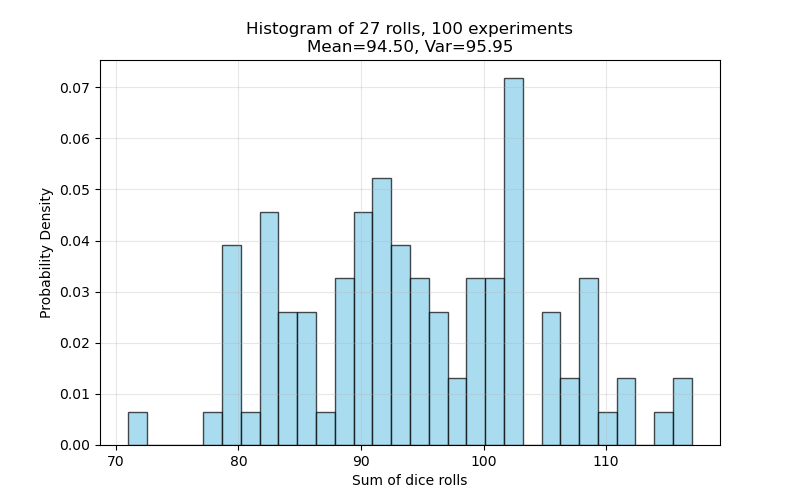 Histogram of 27 rolls, 100 experiments
Mean=94.50, Var=95.95
0.07
0.06
0.05
0.04
0.03
0.02
0.01
0.00
Probability Density
70 80 90 100 110
Sum of dice rolls